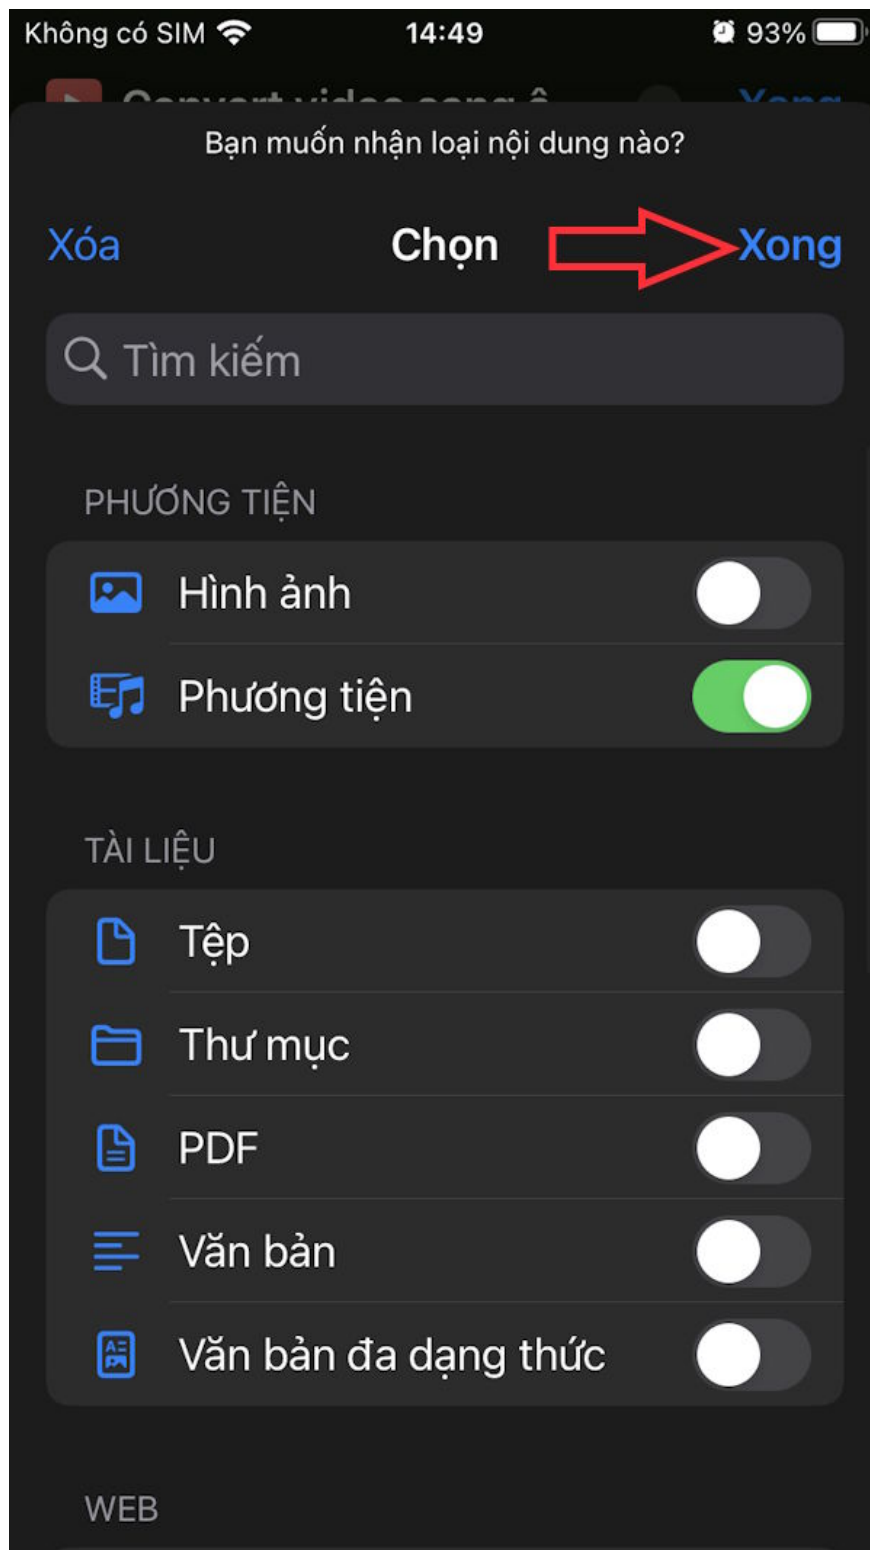 Không có SIM 14:49 93%
Bạn muốn nhận loại nội dung nào?
Xóa Chọn Xong
Tìm kiếm
PHƯƠNG TIỆN
Hình ảnh
Phương tiện
TÀI LIỆU
Tệp
Thư mục
PDF
Văn bản
Văn bản đa dạng thức
WEB